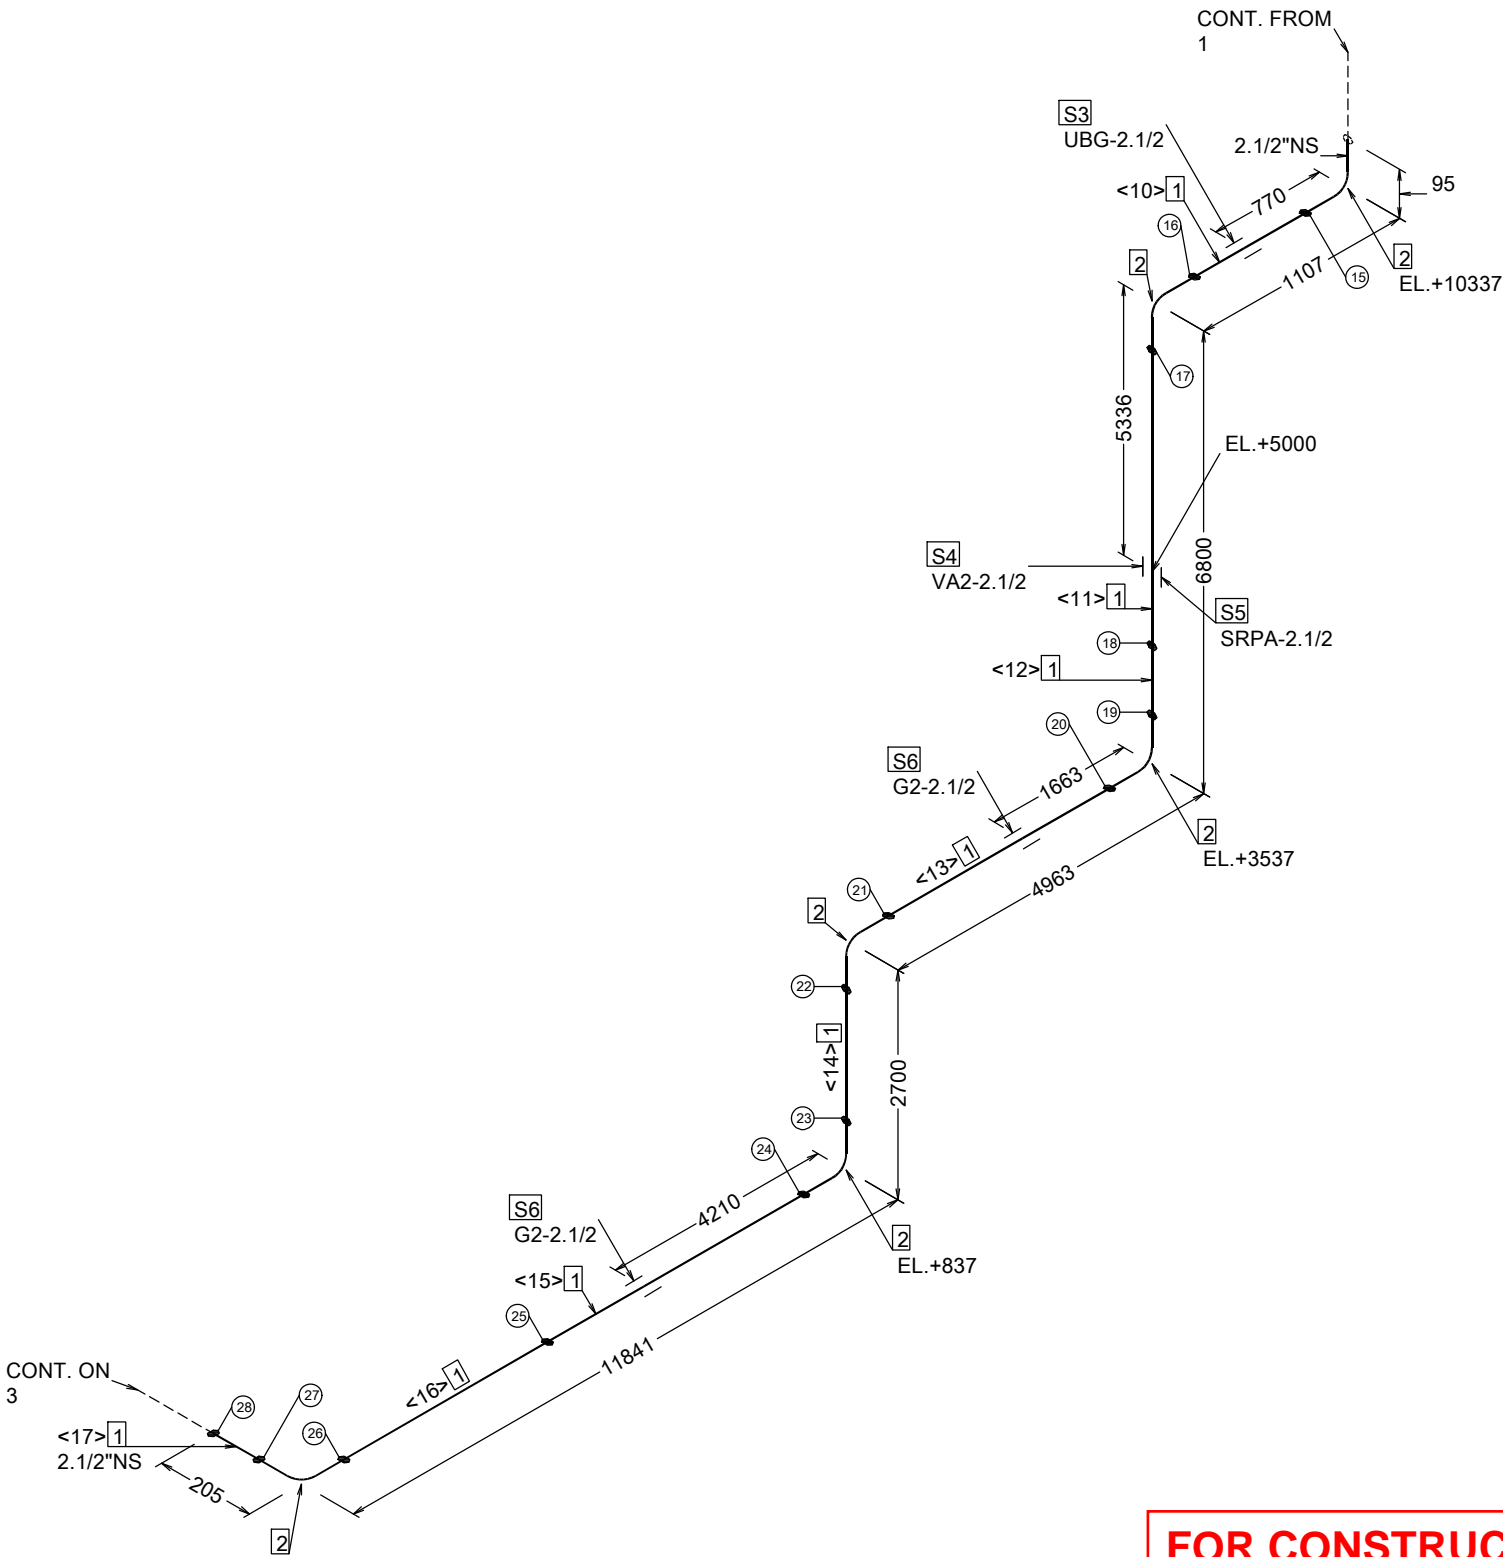 CONT. FROM
1
S3
UBG-2.1/2
2.1/2"NS
95
<10> 1
770
16
2
1107
15
2
EL.+10337
17
5336
EL.+5000
6800
S4
VA2-2.1/2
<11> 1
S5
SRPA-2.1/2
18
<12> 1
19
20
S6
G2-2.1/2
1663
2
EL.+3537
<13> 1
4963
21
2
22
<14> 1
2700
23
24
4210
S6
G2-2.1/2
2
EL.+837
<15> 1
25
11841
CONT. ON
3
<16> 1
27
28
26
<17> 1
2.1/2"NS
205
2
FOR CONSTRUC